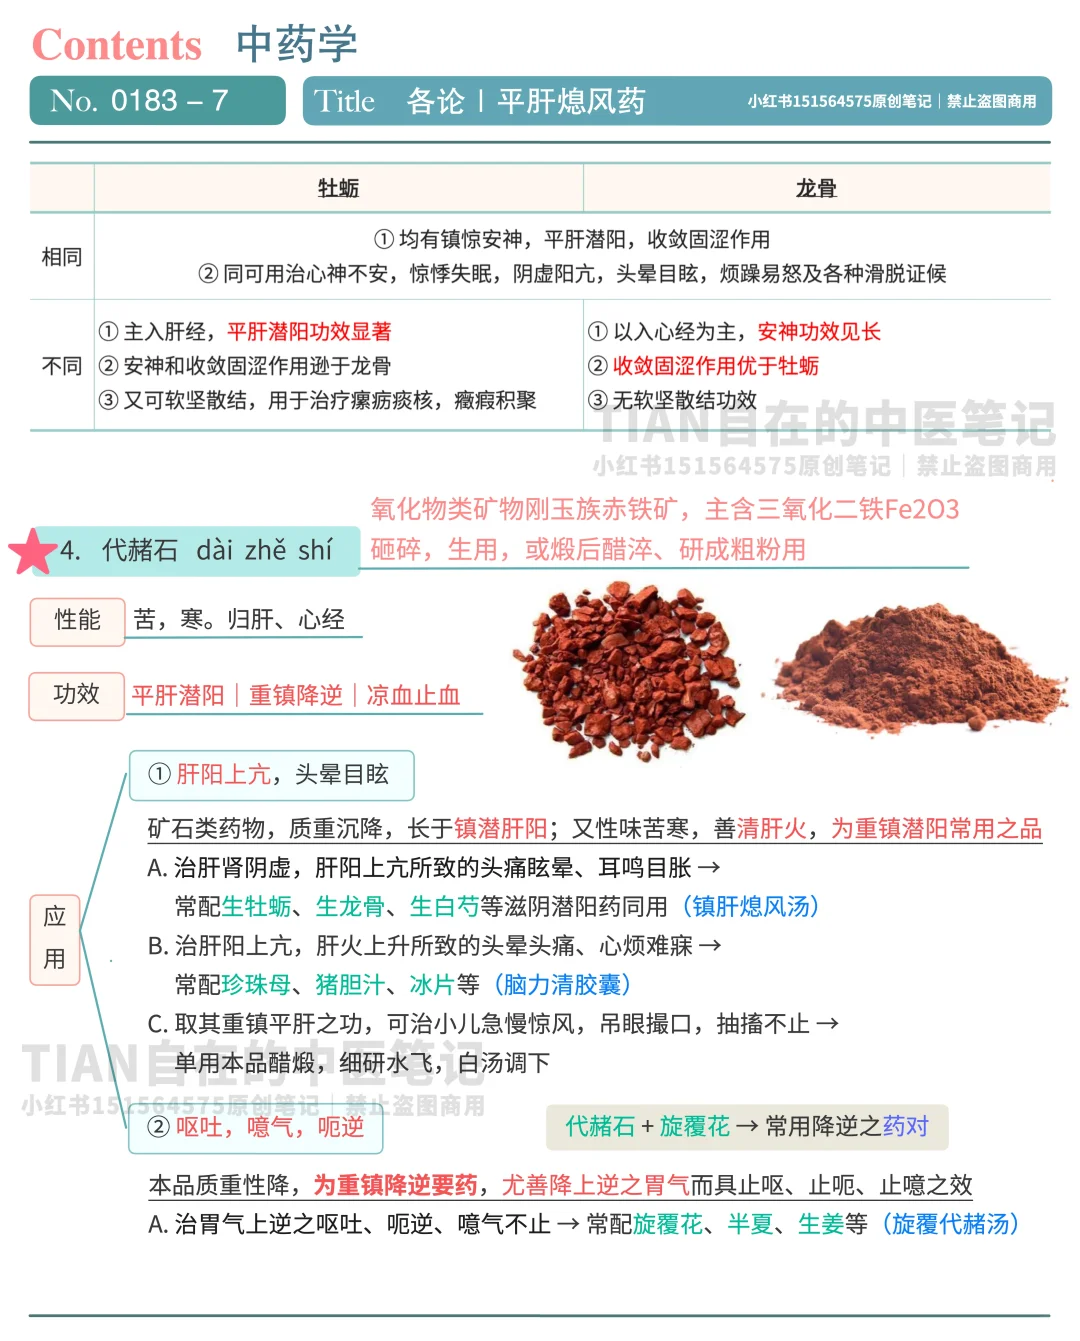 Contents 中药学
No. 0183 – 7
Title 各论｜平肝熄风药 小红书151564575原创笔记｜禁止盗图商用
牡蛎 龙骨
相同
① 均有镇惊安神，平肝潜阳，收敛固涩作用
② 同可用治心神不安，惊悸失眠，阴虚阳亢，头晕目眩，烦躁易怒及各种滑脱证候
不同
① 主入肝经，平肝潜阳功效显著
② 安神和收敛固涩作用逊于龙骨
③ 又可软坚散结，用于治疗瘰疬痰核，癥瘕积聚
① 以入心经为主，安神功效见长
② 收敛固涩作用优于牡蛎
③ 无软坚散结功效
TIAN自在的中医笔记
小红书151564575原创笔记｜禁止盗图商用
4. 代赭石 dài zhě shí
氧化物类矿物刚玉族赤铁矿，主含三氧化二铁Fe2O3
砸碎，生用，或煅后醋淬、研成粗粉用
性能 苦，寒。归肝、心经
功效 平肝潜阳｜重镇降逆｜凉血止血
应用
① 肝阳上亢，头晕目眩
矿石类药物，质重沉降，长于镇潜肝阳；又性味苦寒，善清肝火，为重镇潜阳常用之品
A. 治肝肾阴虚，肝阳上亢所致的头痛眩晕、耳鸣目胀 →
常配生牡蛎、生龙骨、生白芍等滋阴潜阳药同用（镇肝熄风汤）
B. 治肝阳上亢，肝火上升所致的头晕头痛、心烦难寐 →
常配珍珠母、猪胆汁、冰片等（脑力清胶囊）
C. 取其重镇平肝之功，可治小儿急慢惊风，吊眼撮口，抽搐不止 →
单用本品醋煅，细研水飞，白汤调下
TIAN自在的中医笔记
小红书151564575原创笔记｜禁止盗图商用
② 呕吐，噫气，呃逆
代赭石 + 旋覆花 → 常用降逆之药对
本品质重性降，为重镇降逆要药，尤善降上逆之胃气而具止呕、止呃、止噫之效
A. 治胃气上逆之呕吐、呃逆、噫气不止 → 常配旋覆花、半夏、生姜等（旋覆代赭汤）